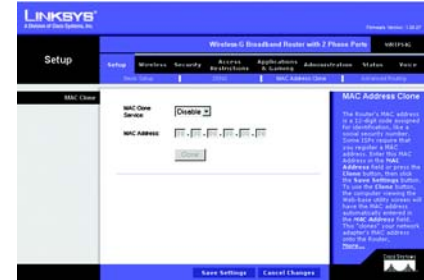 LINKSYS®
A Division of Cisco Systems, Inc.
Wireless-G Broadband Router with 2 Phone Ports
WRTP54G
Setup
Setup Wireless Security Access Restrictions Applications & Gaming Administration Status Voice
Basic Setup DDNS MAC Address Clone Advanced Routing
MAC Clone
MAC Clone Service Disable
MAC Address:
Clone
MAC Address Clone
The Router's MAC address
is a 12-digit code assigned
for identification, like a
social security number.
Some ISPs require that
you register a MAC
address. Enter this MAC
Address in the MAC
Address field or press the
Clone button, then click
the Save Settings button.
To use the Clone button,
the computer viewing the
Web-base utility screen will
have the MAC address
automatically entered in
the MAC Address field.
This "clones" your network
adapter's MAC address
onto the Router.
More...
Save Settings Cancel Changes
Cisco Systems